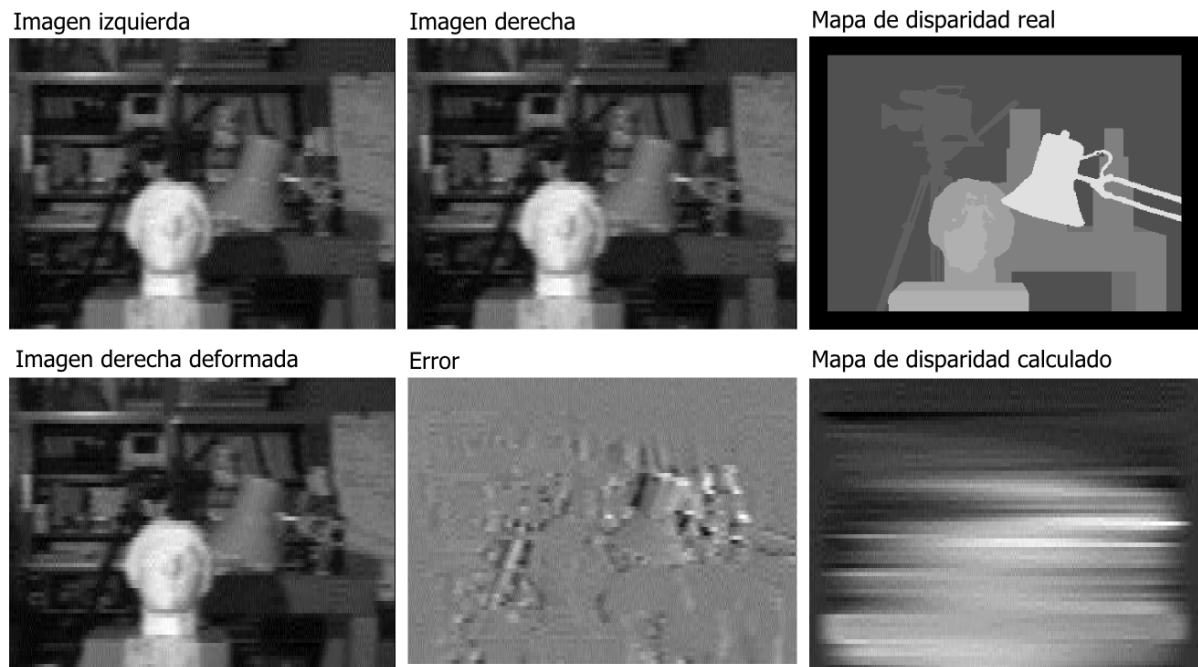 Imagen izquierda
Imagen derecha
Mapa de disparidad real
Imagen derecha deformada
Error
Mapa de disparidad calculado